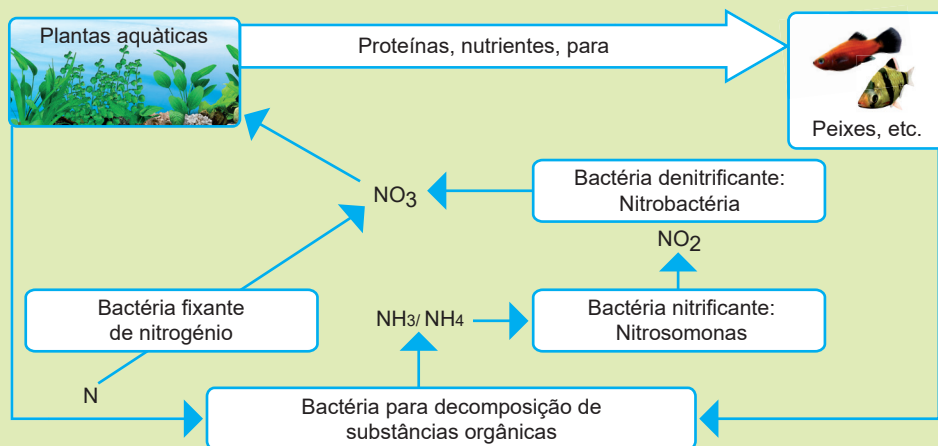 Plantas aquàticas
Proteínas, nutrientes, para
Peixes, etc.
Bactéria denitrificante:
Nitrobactéria
NO3
NO2
Bactéria fixante
de nitrogénio
NH3/ NH4
Bactéria nitrificante:
Nitrosomonas
N
Bactéria para decomposição de
substâncias orgânicas